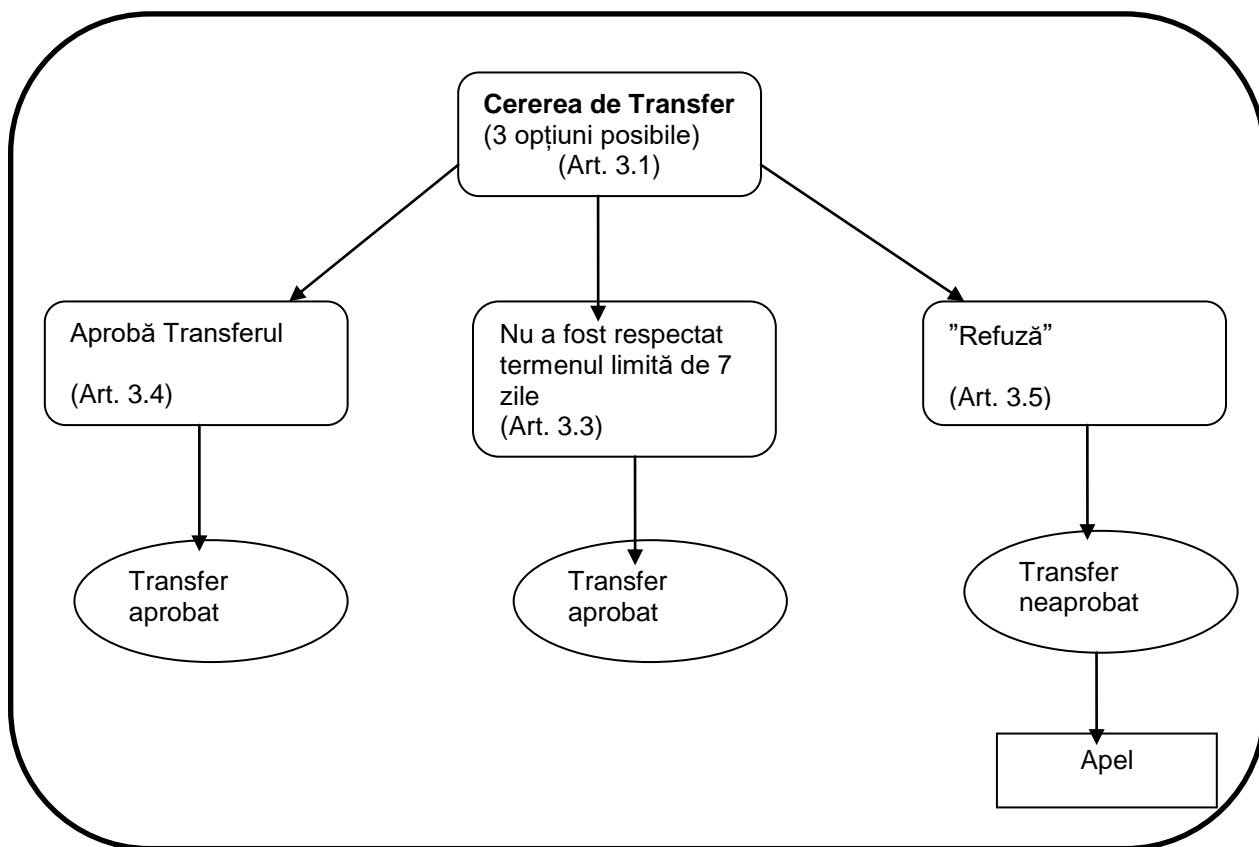 Cererea de Transfer
(3 opțiuni posibile)
(Art. 3.1)
Aprobă Transferul
(Art. 3.4)
Nu a fost respectat
termenul limită de 7
zile
(Art. 3.3)
”Refuză”
(Art. 3.5)
Transfer
aprobat
Transfer
aprobat
Transfer
neaprobat
Apel